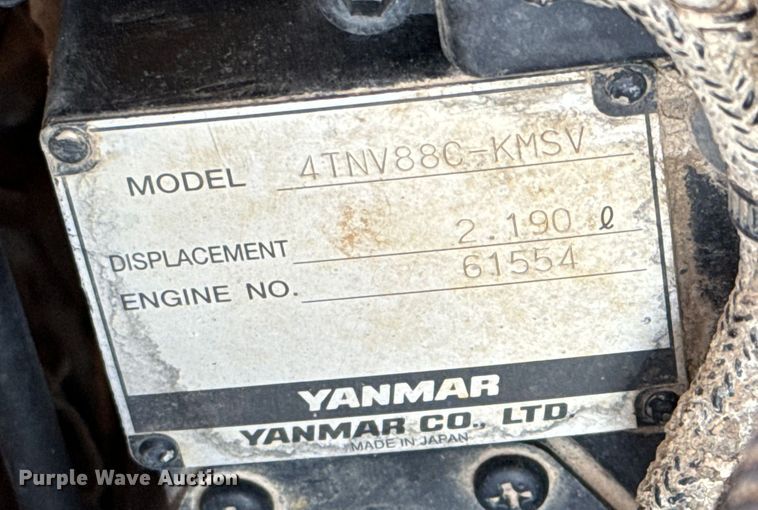 MODEL 4TNV88C-KMSV
DISPLACEMENT 2.190 ℓ
ENGINE NO. 61554
YANMAR
YANMAR CO., LTD.
MADE IN JAPAN
Purple Wave Auction